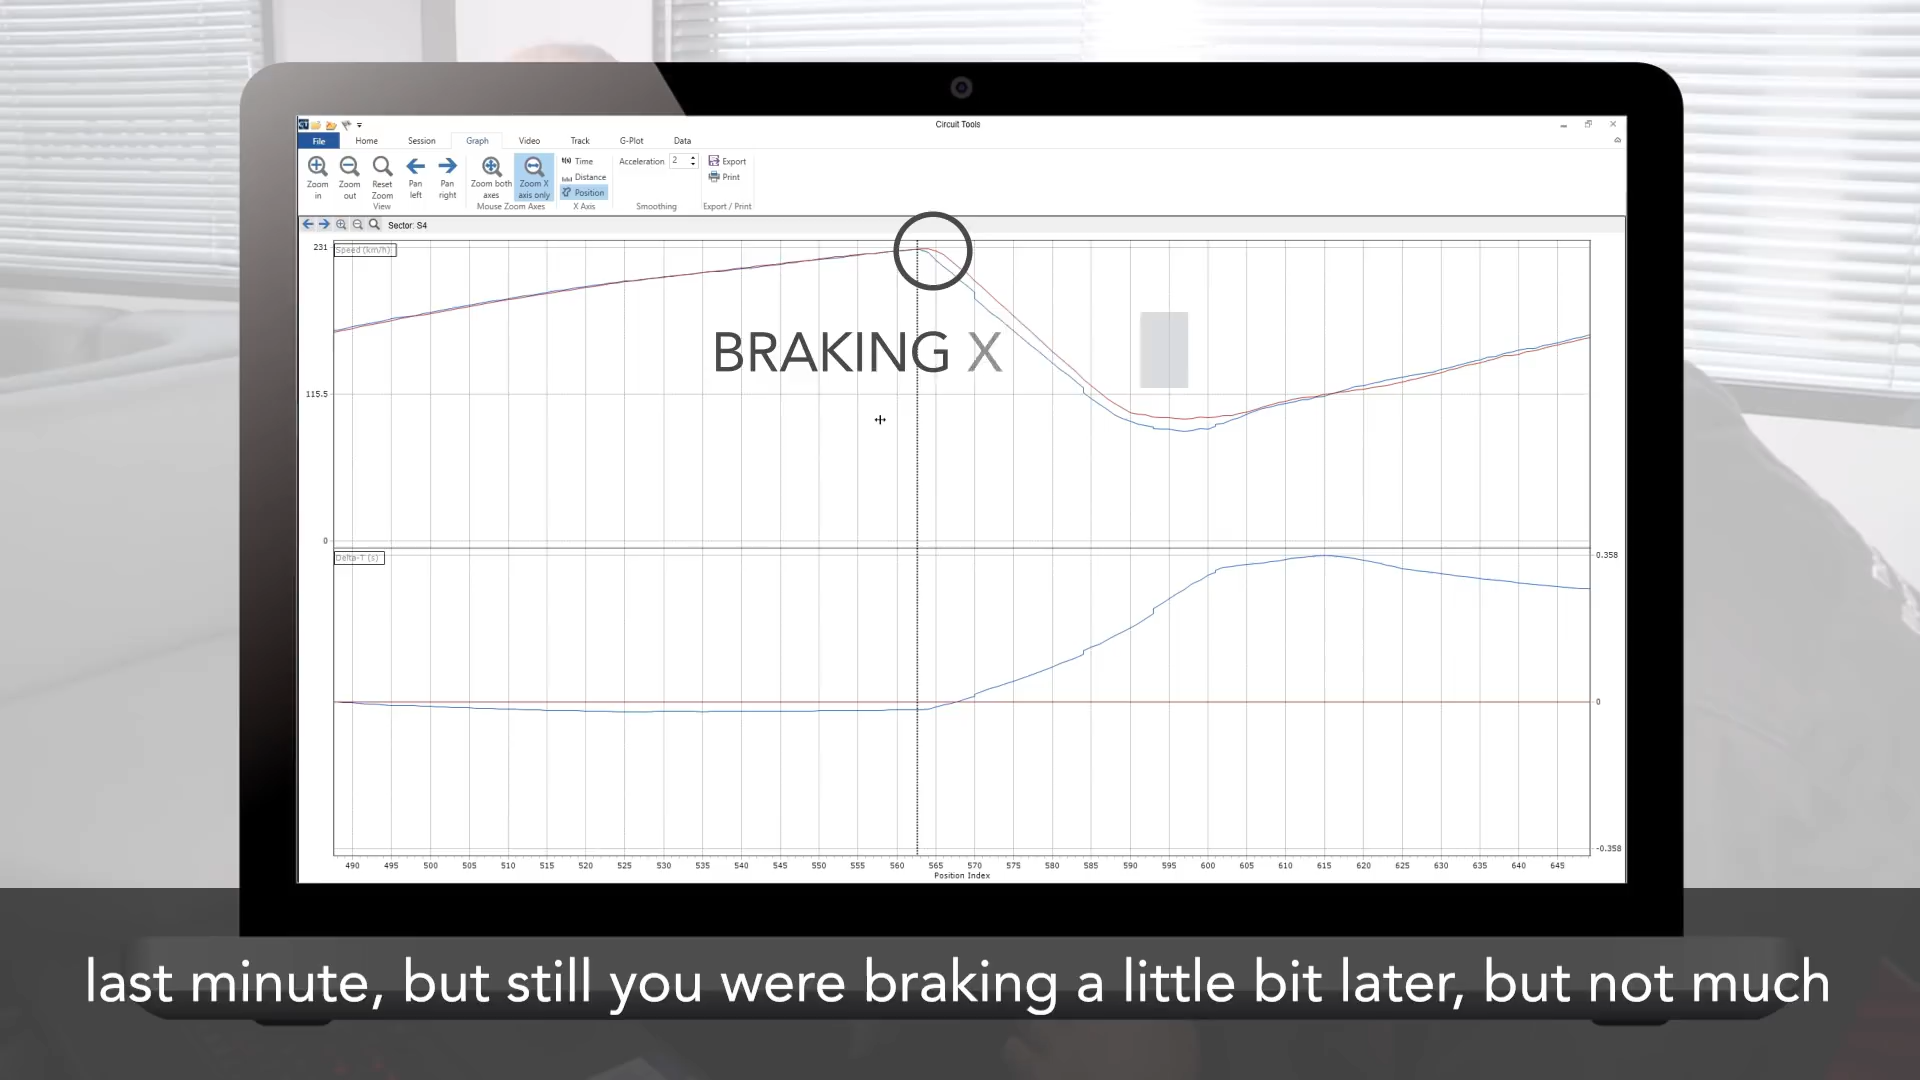 Circuit Tools
File Home Session Graph Video Track G-Plot Data
Zoom in
Zoom out
Reset Zoom
Pan left
Pan right
Zoom both axes
Zoom X axis only
Time
Distance
Position
Acceleration 2
Export
Print
View Mouse Zoom Axes X Axis Smoothing Export / Print
Sector: S4
231
Speed (km/h)
BRAKING X
115.5
0
Delta-T (s)
0.358
0
-0.358
490 495 500 505 510 515 520 525 530 535 540 545 550 555 560 565 570 575 580 585 590 595 600 605 610 615 620 625 630 635 640 645
Position Index
last minute, but still you were braking a little bit later, but not much